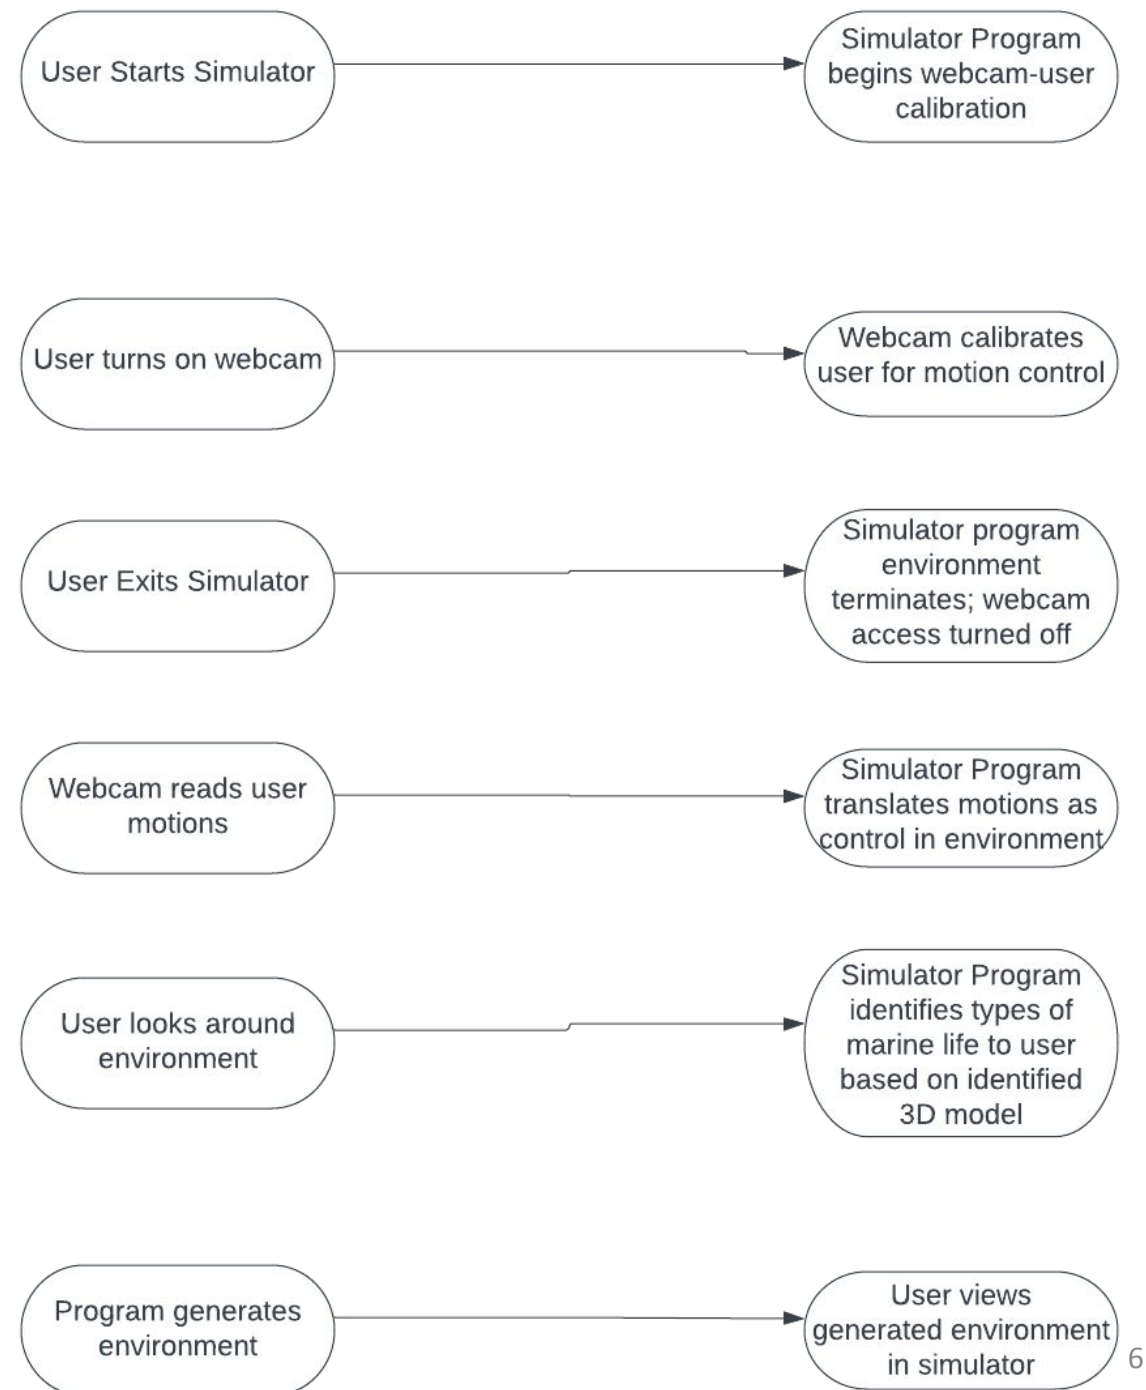 User Starts Simulator
Simulator Program
begins webcam-user
calibration
User turns on webcam
Webcam calibrates
user for motion control
User Exits Simulator
Simulator program
environment
terminates; webcam
access turned off
Webcam reads user
motions
Simulator Program
translates motions as
control in environment
User looks around
environment
Simulator Program
identifies types of
marine life to user
based on identified
3D model
Program generates
environment
User views
generated environment
in simulator
6